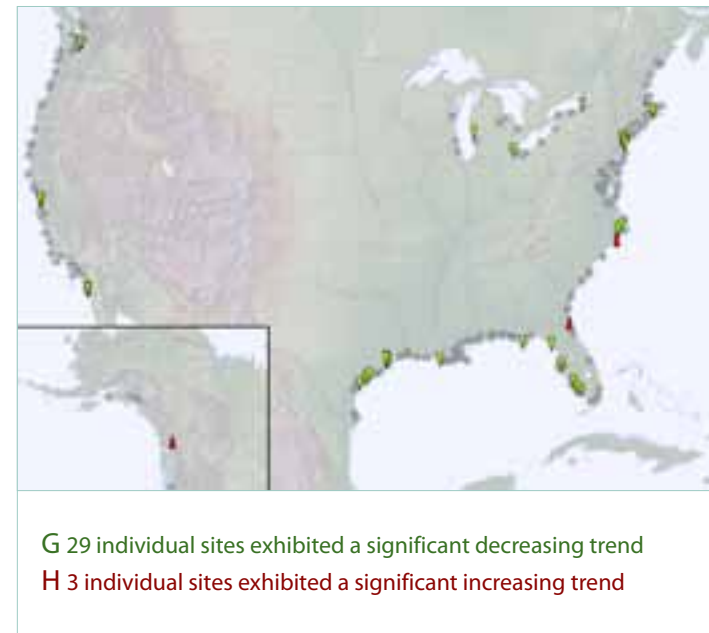 G 29 individual sites exhibited a significant decreasing trend
H 3 individual sites exhibited a significant increasing trend